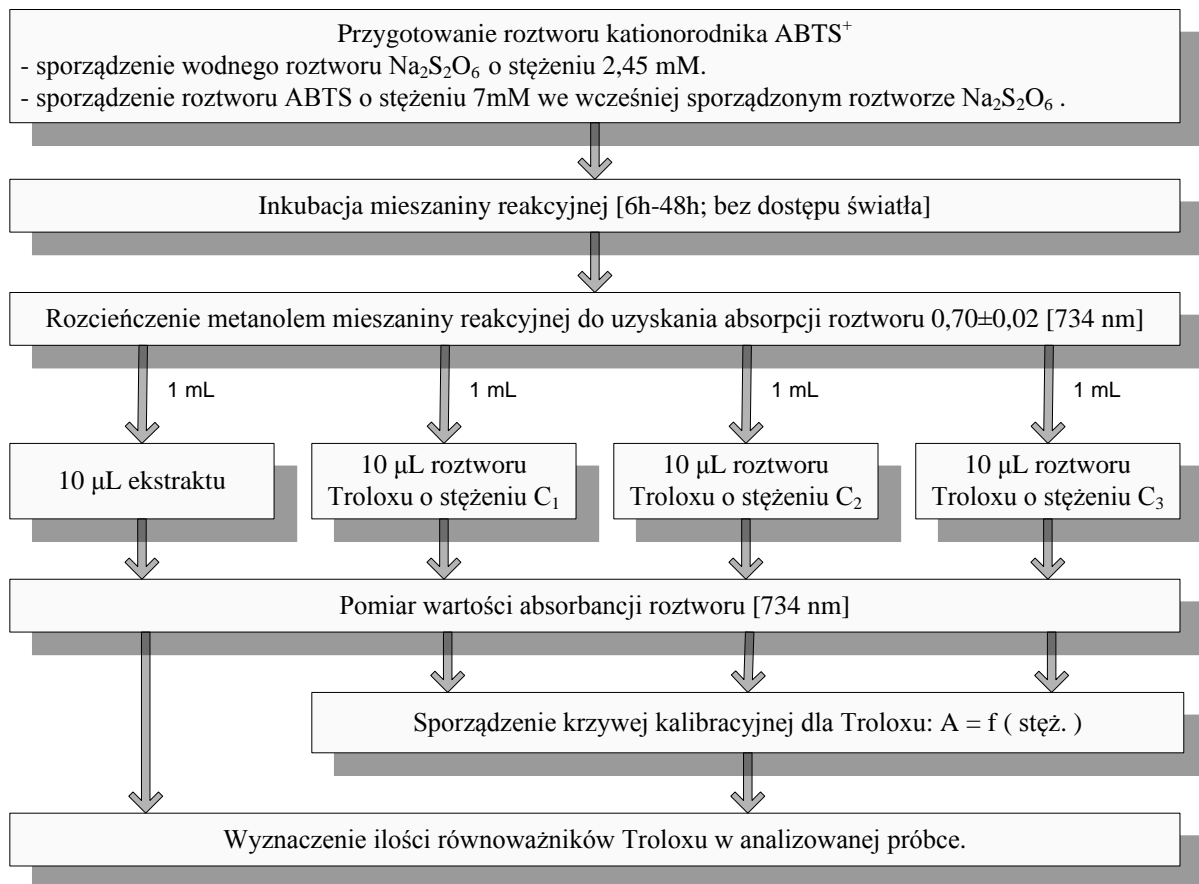 Przygotowanie roztworu kationorodnika ABTS⁺
- sporządzenie wodnego roztworu Na₂S₂O₆ o stężeniu 2,45 mM.
- sporządzenie roztworu ABTS o stężeniu 7mM we wcześniej sporządzonym roztworze Na₂S₂O₆ .
Inkubacja mieszaniny reakcyjnej [6h-48h; bez dostępu światła]
Rozcieńczenie metanolem mieszaniny reakcyjnej do uzyskania absorpcji roztworu 0,70±0,02 [734 nm]
1 mL
1 mL
1 mL
1 mL
10 μL ekstraktu
10 μL roztworu
Troloxu o stężeniu C₁
10 μL roztworu
Troloxu o stężeniu C₂
10 μL roztworu
Troloxu o stężeniu C₃
Pomiar wartości absorbancji roztworu [734 nm]
Sporządzenie krzywej kalibracyjnej dla Troloxu: A = f ( stęż. )
Wyznaczenie ilości równoważników Troloxu w analizowanej próbce.